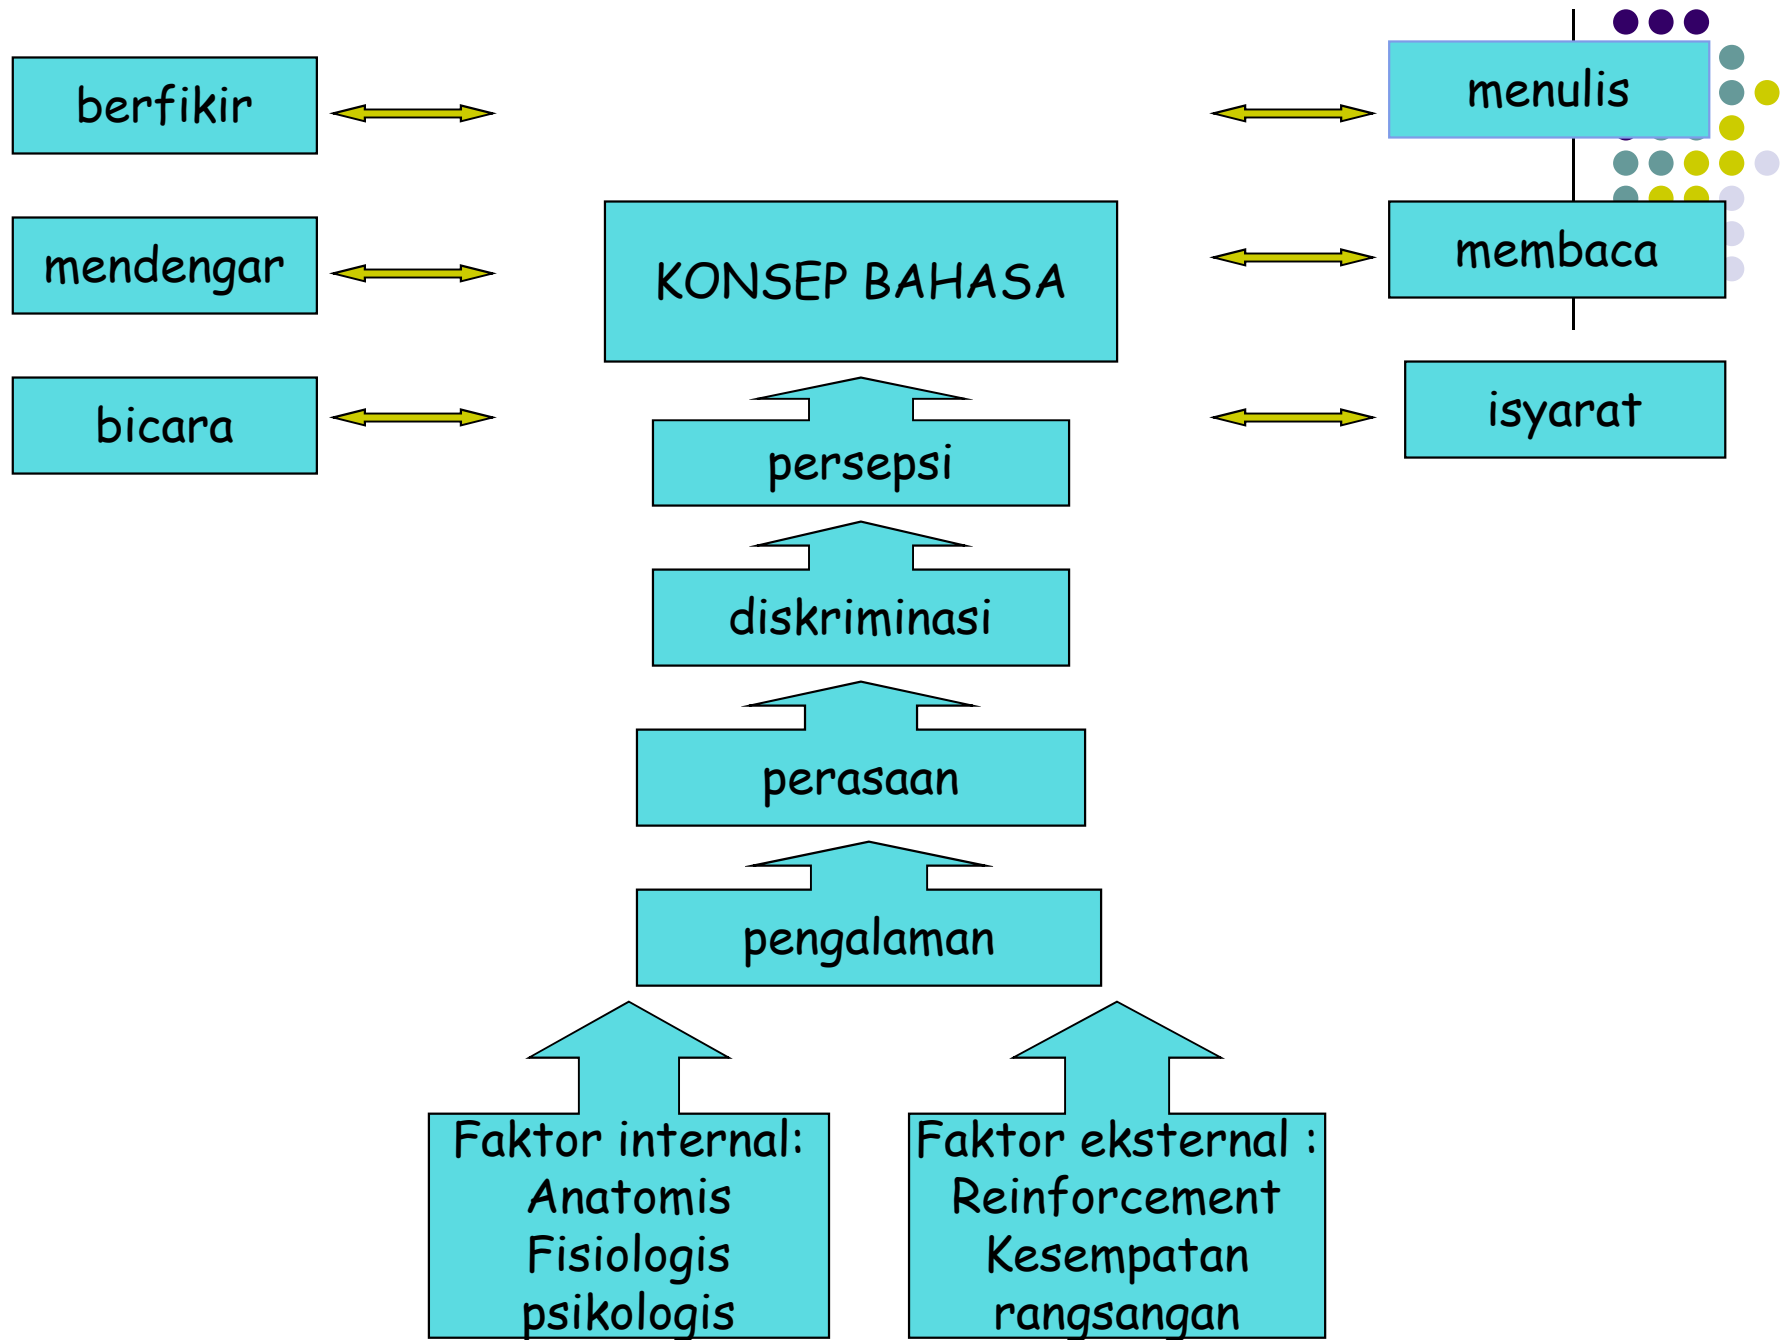 berfikir
menulis
mendengar
KONSEP BAHASA
membaca
bicara
isyarat
persepsi
diskriminasi
perasaan
pengalaman
Faktor internal:
Anatomis
Fisiologis
psikologis
Faktor eksternal :
Reinforcement
Kesempatan
rangsangan